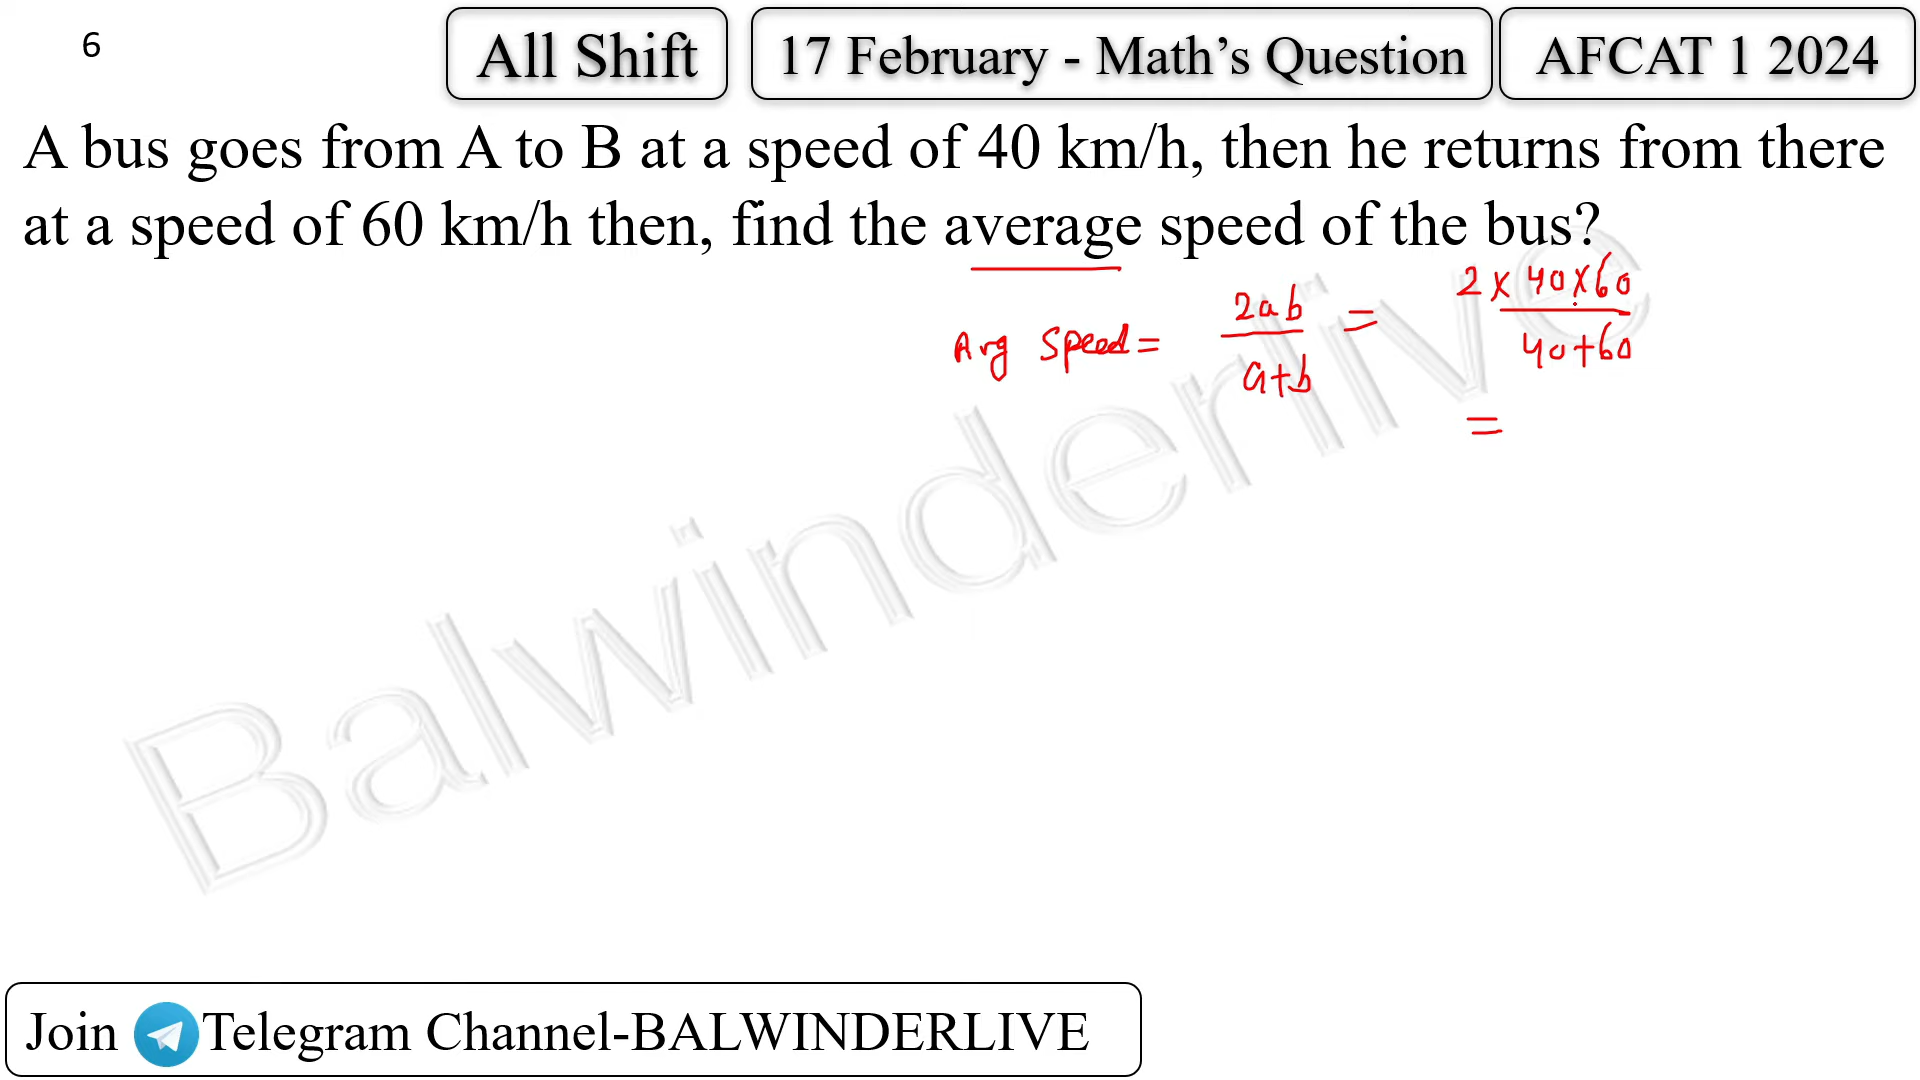 6
All Shift
17 February - Math’s Question
AFCAT 1 2024
A bus goes from A to B at a speed of 40 km/h, then he returns from there
at a speed of 60 km/h then, find the average speed of the bus?
Avg Speed = 2ab / a+b = 2 x 40 x 60 / 40+60
=
Balwinderlive
Join Telegram Channel-BALWINDERLIVE